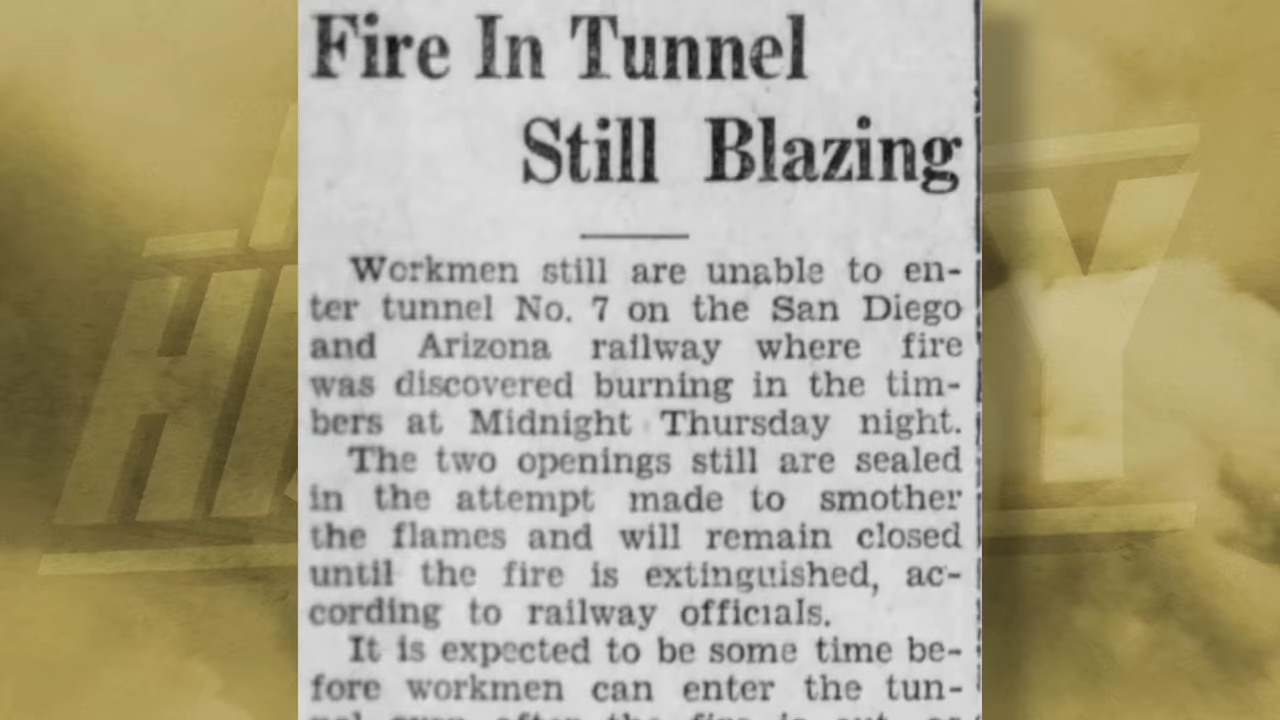 Fire In Tunnel
Still Blazing
Workmen still are unable to en-
ter tunnel No. 7 on the San Diego
and Arizona railway where fire
was discovered burning in the tim-
bers at Midnight Thursday night.
The two openings still are sealed
in the attempt made to smother
the flames and will remain closed
until the fire is extinguished, ac-
cording to railway officials.
It is expected to be some time be-
fore workmen can enter the tun-